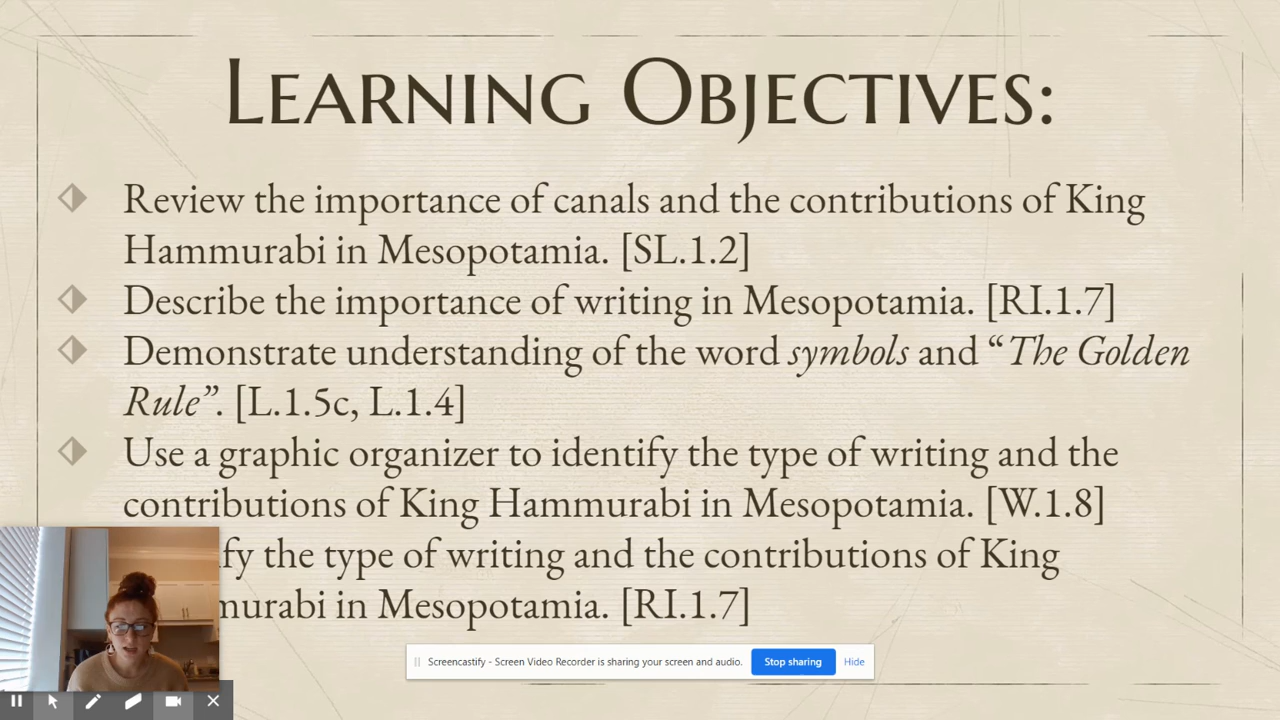 Learning Objectives:
Review the importance of canals and the contributions of King
Hammurabi in Mesopotamia. [SL.1.2]
Describe the importance of writing in Mesopotamia. [RI.1.7]
Demonstrate understanding of the word symbols and “The Golden
Rule”. [L.1.5c, L.1.4]
Use a graphic organizer to identify the type of writing and the
contributions of King Hammurabi in Mesopotamia. [W.1.8]
the type of writing and the contributions of King
in Mesopotamia. [RI.1.7]
Screencastify - Screen Video Recorder is sharing your screen and audio. Stop sharing Hide